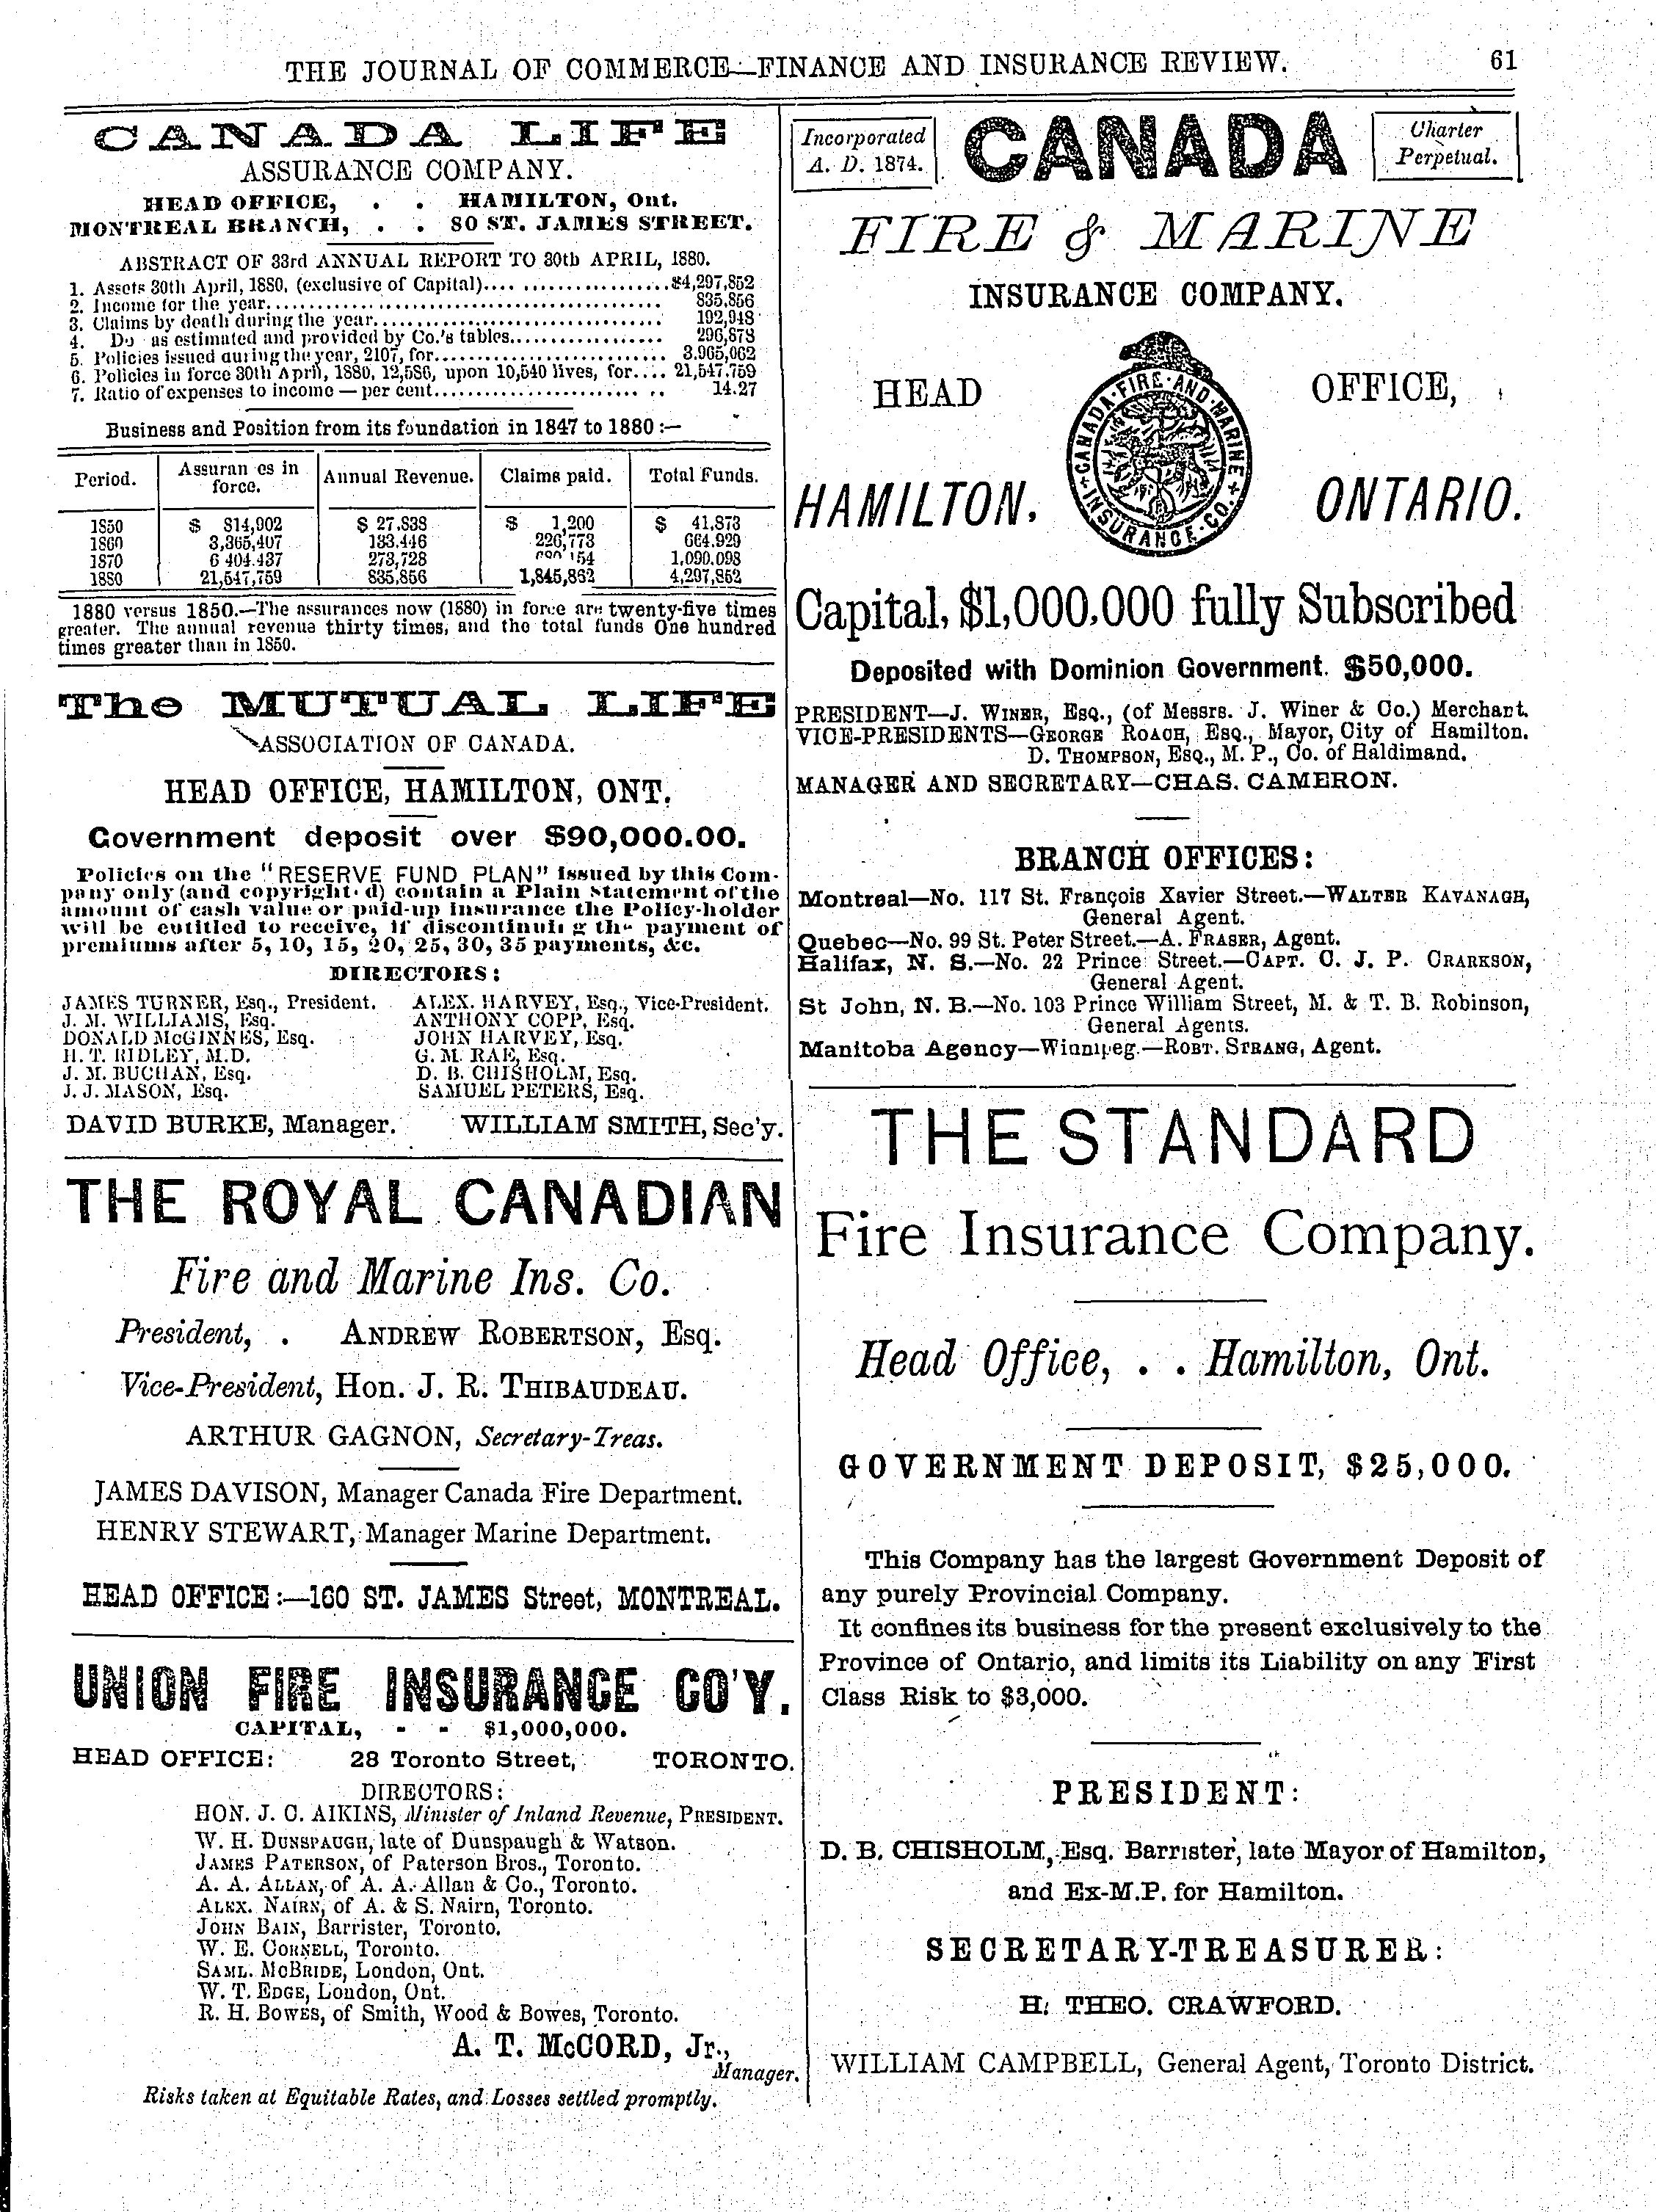 THE JOURNAL OF COMMERCE—FINANCE AND INSURANCE REVIEW. 61
CANADA LIFE
ASSURANCE COMPANY.
HEAD OFFICE, . . HAMILTON, Ont.
MONTREAL BRANCH, . . 80 ST. JAMES STREET.
ABSTRACT OF 33rd ANNUAL REPORT TO 30th APRIL, 1880.
1. Assets 30th April, 1880, (exclusive of Capital).... ................$4,297,852
2. Income for the year.................................................... 835,856
3. Claims by death during the year..................................... 192,948
4. Do as estimated and provided by Co.'s tables.................. 296,878
5. Policies issued during the year, 2107, for........................... 3.965,062
6. Policies in force 30th April, 1880, 12,586, upon 10,540 lives, for.... 21,547.759
7. Ratio of expenses to income — per cent......................... .. 14.27
Business and Position from its foundation in 1847 to 1880:—
Period. Assuran es in force. Annual Revenue. Claims paid. Total Funds.
1850 $ 814,902 $ 27.838 $ 1,200 $ 41,873
1860 3,365,407 133.446 226,773 664.929
1870 6 404.437 273,728 154 1,090.098
1880 21,547,759 835,856 1,845,862 4,297,852
1880 versus 1850.—The assurances now (1880) in force are twenty-five times
greater. The annual revenue thirty times, and the total funds One hundred
times greater than in 1850.
The MUTUAL LIFE
ASSOCIATION OF CANADA.
HEAD OFFICE, HAMILTON, ONT.
Government deposit over $90,000.00.
Policies on the "RESERVE FUND PLAN" issued by this Com-
pany only (and copyright d) contain a Plain Statement of the
amount of cash value or paid-up insurance the Policy-holder
will be entitled to receive, if discontinuing the payment of
premiums after 5, 10, 15, 20, 25, 30, 35 payments, &c.
DIRECTORS:
JAMES TURNER, Esq., President. ALEX. HARVEY, Esq., Vice-President.
J. M. WILLIAMS, Esq. ANTHONY COPP, Esq.
DONALD McGINNES, Esq. JOHN HARVEY, Esq.
H. T. RIDLEY, M.D. G. M. RAE, Esq.
J. M. BUCHAN, Esq. D. B. CHISHOLM, Esq.
J. J. MASON, Esq. SAMUEL PETERS, Esq.
DAVID BURKE, Manager. WILLIAM SMITH, Sec'y.
THE ROYAL CANADIAN
Fire and Marine Ins. Co.
President, . ANDREW ROBERTSON, Esq.
Vice-President, Hon. J. R. THIBAUDEAU.
ARTHUR GAGNON, Secretary-Treas.
JAMES DAVISON, Manager Canada Fire Department.
HENRY STEWART, Manager Marine Department.
HEAD OFFICE:—160 ST. JAMES Street, MONTREAL.
UNION FIRE INSURANCE CO'Y.
CAPITAL, - - $1,000,000.
HEAD OFFICE: 28 Toronto Street, TORONTO.
DIRECTORS:
HON. J. C. AIKINS, Minister of Inland Revenue, PRESIDENT.
W. H. DUNSPAUGH, late of Dunspaugh & Watson.
JAMES PATERSON, of Paterson Bros., Toronto.
A. A. ALLAN, of A. A. Allan & Co., Toronto.
ALEX. NAIRN, of A. & S. Nairn, Toronto.
JOHN BAIN, Barrister, Toronto.
W. E. CORNELL, Toronto.
SAML. McBRIDE, London, Ont.
W. T. EDGE, London, Ont.
R. H. BOWES, of Smith, Wood & Bowes, Toronto.
A. T. McCORD, Jr.,
Manager.
Risks taken at Equitable Rates, and Losses settled promptly.
Incorporated
A. D. 1874.
CANADA
Charter
Perpetual.
FIRE & MARINE
INSURANCE COMPANY.
HEAD OFFICE,
CANADA·FIRE·AND·MARINE
INSURANCE·CO.
HAMILTON. ONTARIO.
Capital, $1,000,000 fully Subscribed
Deposited with Dominion Government. $50,000.
PRESIDENT—J. WINER, ESQ., (of Messrs. J. Winer & Co.) Merchant.
VICE-PRESIDENTS—GEORGE ROACH, ESQ., Mayor, City of Hamilton.
D. THOMPSON, ESQ., M. P., Co. of Haldimand.
MANAGER AND SECRETARY—CHAS. CAMERON.
BRANCH OFFICES:
Montreal—No. 117 St. François Xavier Street.—WALTER KAVANAGH,
General Agent.
Quebec—No. 99 St. Peter Street.—A. FRASER, Agent.
Halifax, N. S.—No. 22 Prince Street.—CAPT. C. J. P. CRARKSON,
General Agent.
St John, N. B.—No. 103 Prince William Street, M. & T. B. Robinson,
General Agents.
Manitoba Agency—Winnipeg.—ROBT. STRANG, Agent.
THE STANDARD
Fire Insurance Company.
Head Office, . . Hamilton, Ont.
GOVERNMENT DEPOSIT, $25,000.
This Company has the largest Government Deposit of
any purely Provincial Company.
It confines its business for the present exclusively to the
Province of Ontario, and limits its Liability on any First
Class Risk to $3,000.
PRESIDENT:
D. B. CHISHOLM, Esq. Barrister, late Mayor of Hamilton,
and Ex-M.P. for Hamilton.
SECRETARY-TREASURER:
H. THEO. CRAWFORD.
WILLIAM CAMPBELL, General Agent, Toronto District.